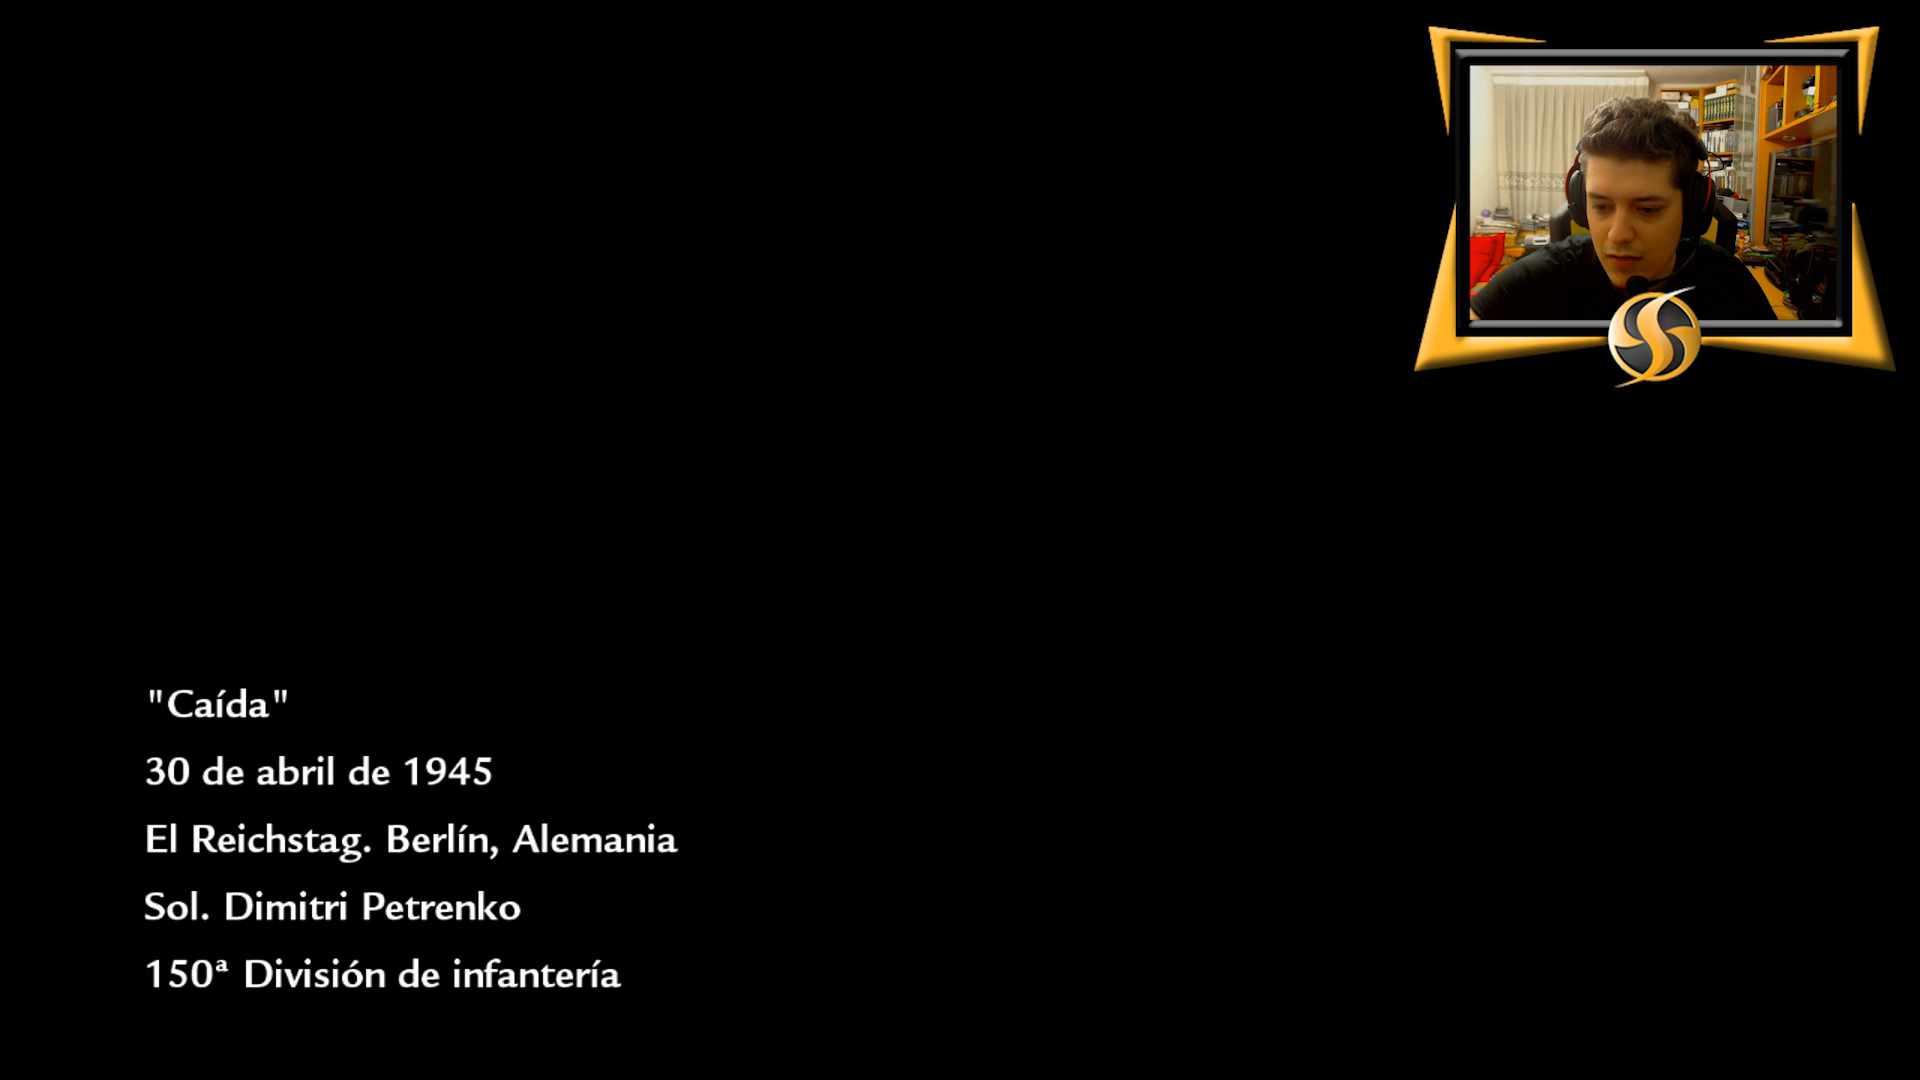 "Caída"
30 de abril de 1945
El Reichstag. Berlín, Alemania
Sol. Dimitri Petrenko
150ª División de infantería